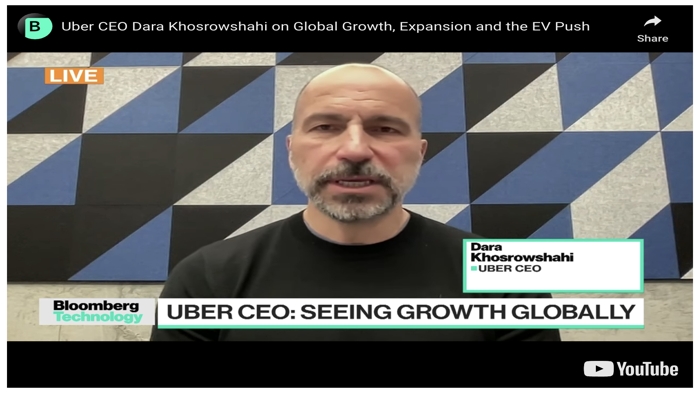 B
Uber CEO Dara Khosrowshahi on Global Growth, Expansion and the EV Push
Share
LIVE
Dara
Khosrowshahi
UBER CEO
Bloomberg
Technology
UBER CEO: SEEING GROWTH GLOBALLY
YouTube